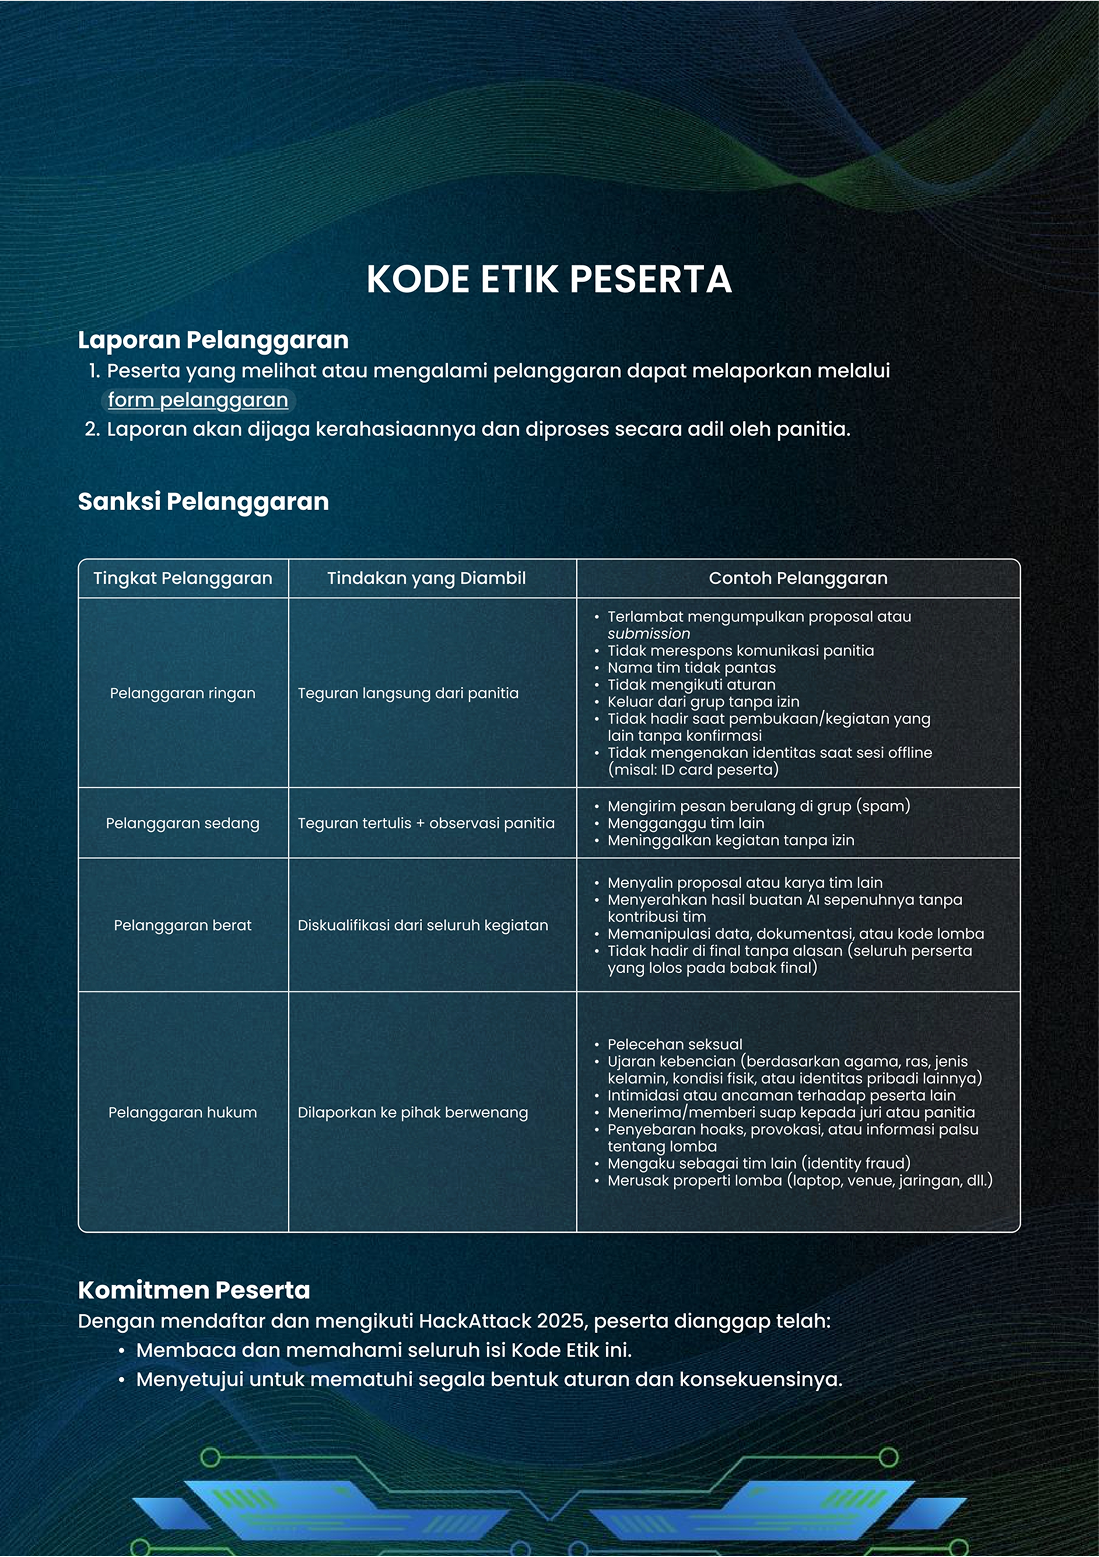 KODE ETIK PESERTA
Laporan Pelanggaran
1. Peserta yang melihat atau mengalami pelanggaran dapat melaporkan melalui
form pelanggaran
2. Laporan akan dijaga kerahasiaannya dan diproses secara adil oleh panitia.
Sanksi Pelanggaran
Tingkat Pelanggaran
Tindakan yang Diambil
Contoh Pelanggaran
Pelanggaran ringan
Teguran langsung dari panitia
• Terlambat mengumpulkan proposal atau
submission
• Tidak merespons komunikasi panitia
• Nama tim tidak pantas
• Tidak mengikuti aturan
• Keluar dari grup tanpa izin
• Tidak hadir saat pembukaan/kegiatan yang
lain tanpa konfirmasi
• Tidak mengenakan identitas saat sesi offline
(misal: ID card peserta)
Pelanggaran sedang
Teguran tertulis + observasi panitia
• Mengirim pesan berulang di grup (spam)
• Mengganggu tim lain
• Meninggalkan kegiatan tanpa izin
Pelanggaran berat
Diskualifikasi dari seluruh kegiatan
• Menyalin proposal atau karya tim lain
• Menyerahkan hasil buatan AI sepenuhnya tanpa
kontribusi tim
• Memanipulasi data, dokumentasi, atau kode lomba
• Tidak hadir di final tanpa alasan (seluruh perserta
yang lolos pada babak final)
Pelanggaran hukum
Dilaporkan ke pihak berwenang
• Pelecehan seksual
• Ujaran kebencian (berdasarkan agama, ras, jenis
kelamin, kondisi fisik, atau identitas pribadi lainnya)
• Intimidasi atau ancaman terhadap peserta lain
• Menerima/memberi suap kepada juri atau panitia
• Penyebaran hoaks, provokasi, atau informasi palsu
tentang lomba
• Mengaku sebagai tim lain (identity fraud)
• Merusak properti lomba (laptop, venue, jaringan, dll.)
Komitmen Peserta
Dengan mendaftar dan mengikuti HackAttack 2025, peserta dianggap telah:
• Membaca dan memahami seluruh isi Kode Etik ini.
• Menyetujui untuk mematuhi segala bentuk aturan dan konsekuensinya.